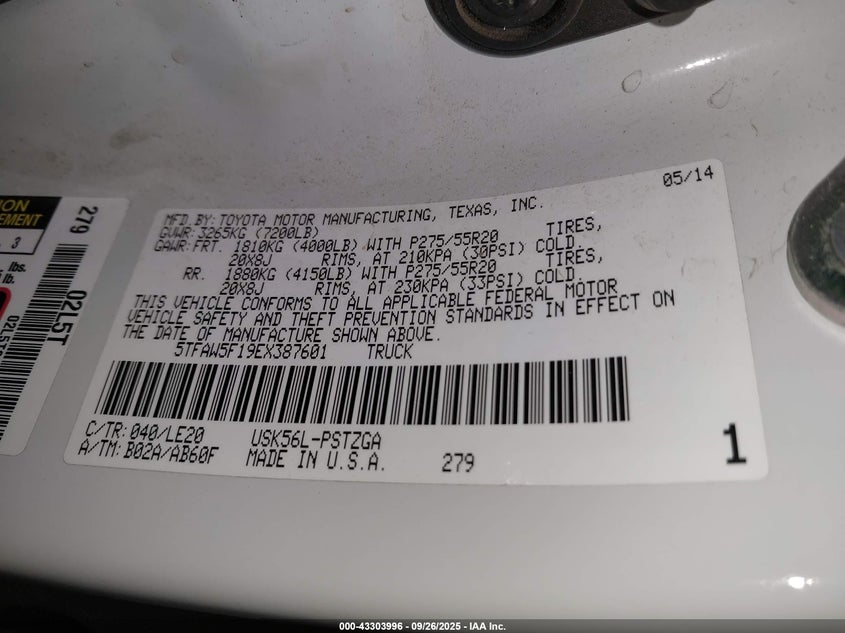 05/14
MFD.BY: TOYOTA MOTOR MANUFACTURING, TEXAS, INC.
GVWR: 3265KG (7200LB)
GAWR: FRT. 1810KG (4000LB) WITH P275/55R20 TIRES,
20X8J RIMS, AT 210KPA (30PSI) COLD.
RR. 1880KG (4150LB) WITH P275/55R20 TIRES,
20X8J RIMS, AT 230KPA (33PSI) COLD.
THIS VEHICLE CONFORMS TO ALL APPLICABLE FEDERAL MOTOR
VEHICLE SAFETY AND THEFT PREVENTION STANDARDS IN EFFECT ON
THE DATE OF MANUFACTURE SHOWN ABOVE.
5TFAW5F19EX387601 TRUCK
C/TR: 040/LE20 USK56L-PSTZGA
A/TM: B02A/AB60F MADE IN U.S.A. 279
1
279
02L5T
3
lbs.
lb.
000-43303996 - 09/26/2025 - IAA Inc.